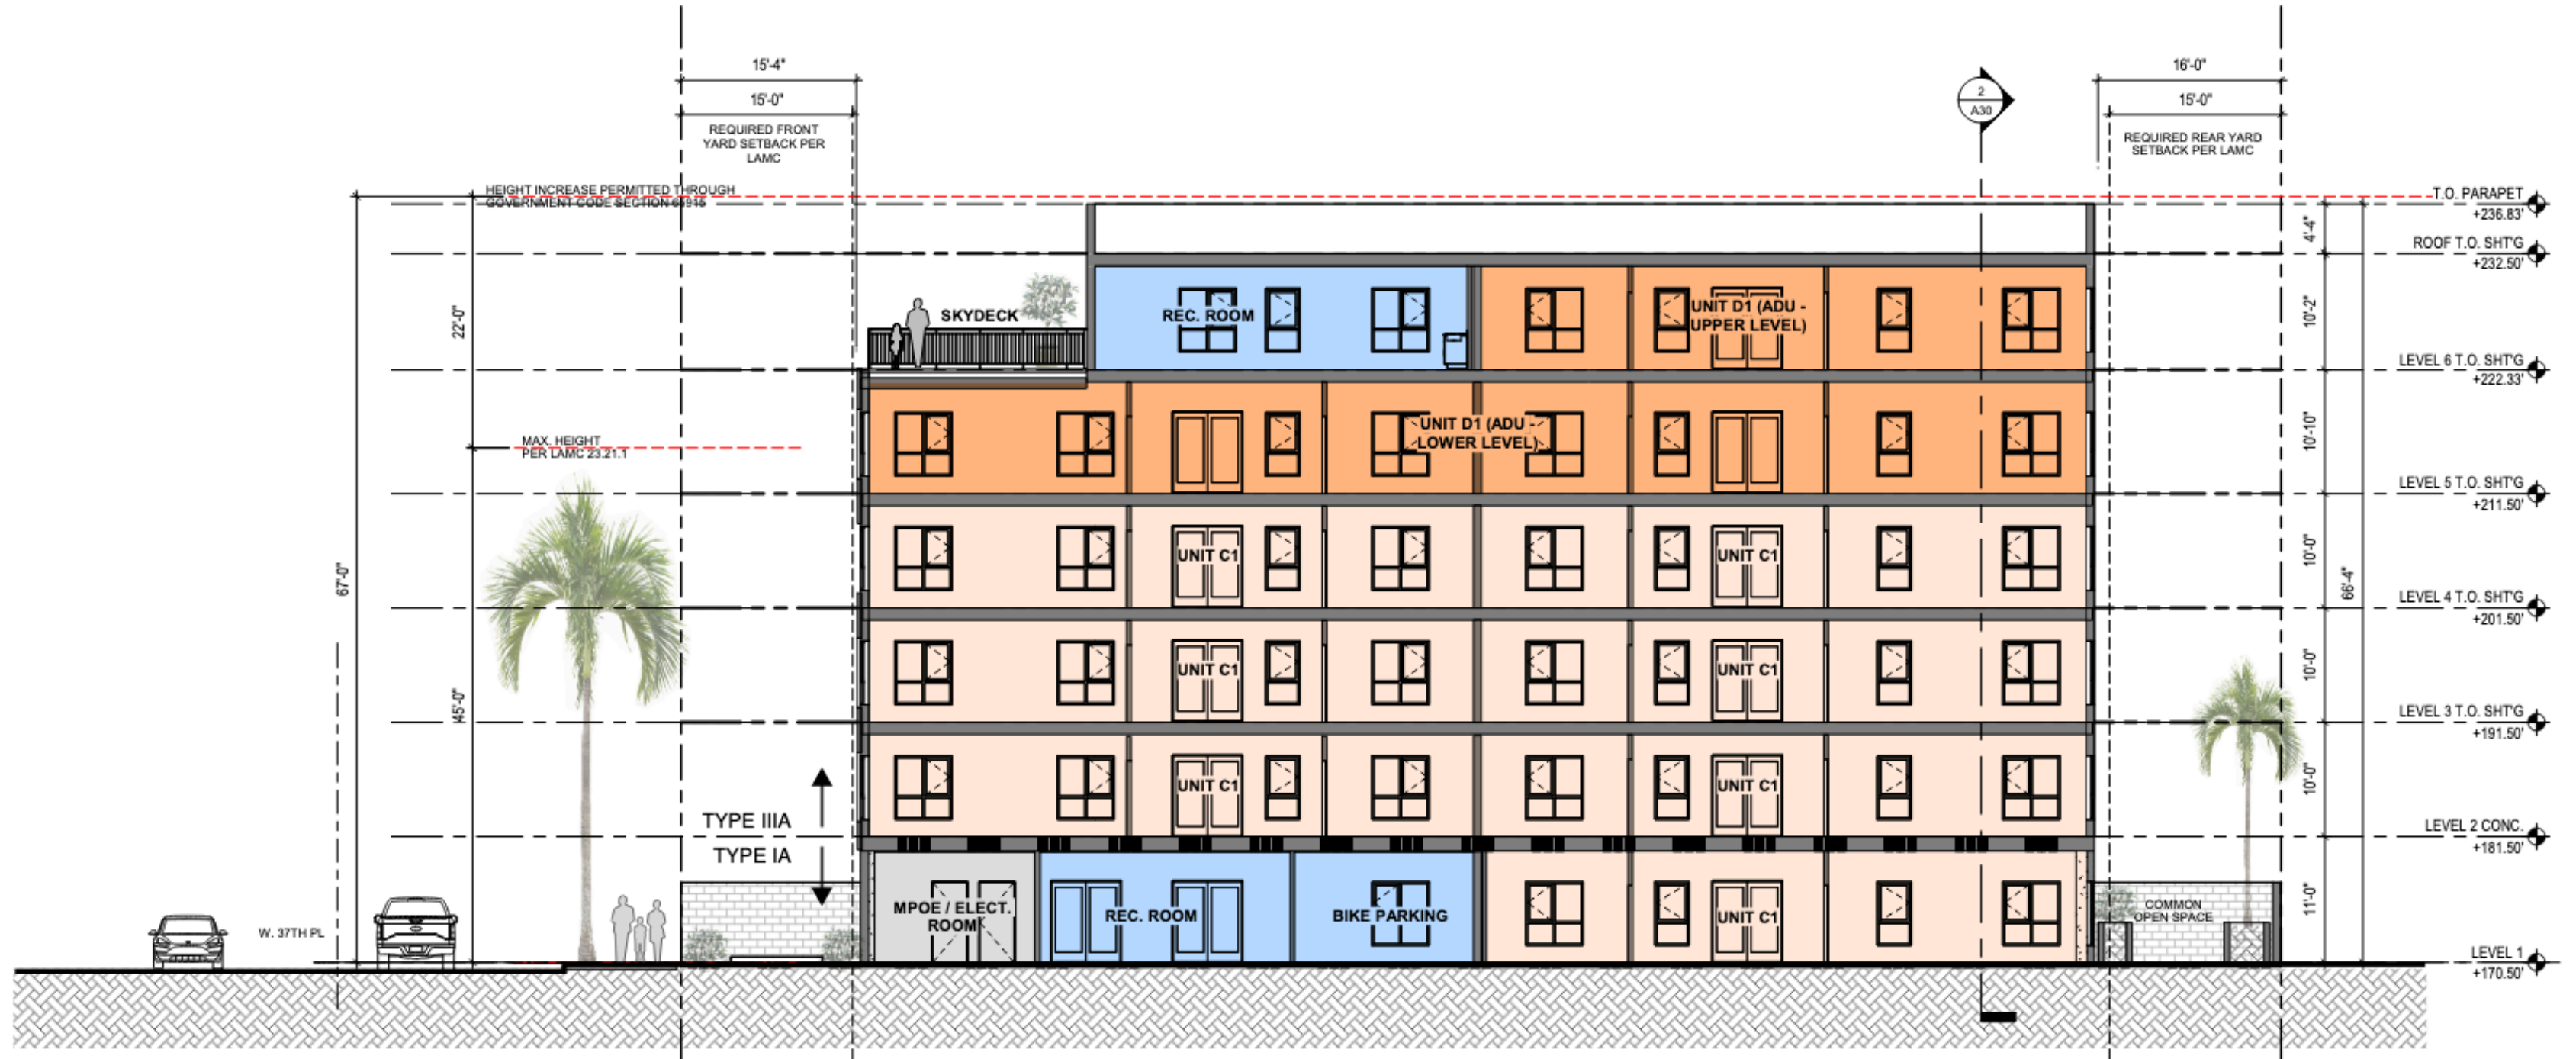 15'-4"
16'-0"
15'-0"
2
15'-0"
A30
REQUIRED FRONT
YARD SETBACK PER
LAMC
REQUIRED REAR YARD
SETBACK PER LAMC
HEIGHT INCREASE PERMITTED THROUGH
GOVERNMENT CODE SECTION 65915
T.O. PARAPET
+236.83'
4'-4"
ROOF T.O. SHT'G
+232.50'
22'-0"
SKYDECK
REC. ROOM
UNIT D1 (ADU -
UPPER LEVEL)
10'-2"
LEVEL 6 T.O. SHT'G
+222.33'
MAX. HEIGHT
PER LAMC 23.21.1
UNIT D1 (ADU -
LOWER LEVEL)
10'-10"
LEVEL 5 T.O. SHT'G
+211.50'
67'-0"
UNIT C1
UNIT C1
10'-0"
66'-4"
LEVEL 4 T.O. SHT'G
+201.50'
45'-0"
UNIT C1
UNIT C1
10'-0"
LEVEL 3 T.O. SHT'G
+191.50'
UNIT C1
UNIT C1
10'-0"
TYPE IIIA
TYPE IA
LEVEL 2 CONC.
+181.50'
W. 37TH PL
MPOE / ELECT.
ROOM
REC. ROOM
BIKE PARKING
UNIT C1
COMMON
OPEN SPACE
11'-0"
LEVEL 1
+170.50'